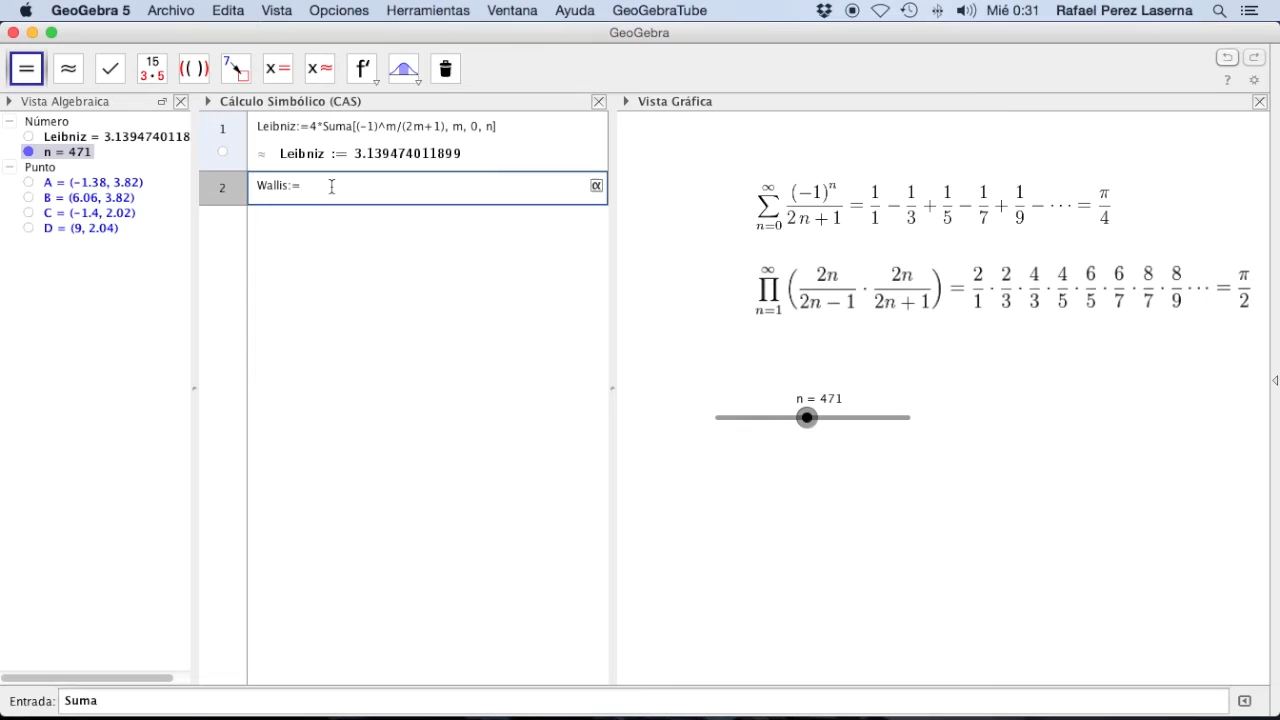 GeoGebra 5 Archivo Edita Vista Opciones Herramientas Ventana Ayuda GeoGebraTube Mié 0:31 Rafael Perez Laserna
GeoGebra
= ≈ ✓ 15 3·5 (( )) 7 x= x≈ f' ?
Vista Algebraica
Número
Leibniz = 3.1394740118
n = 471
Punto
A = (-1.38, 3.82)
B = (6.06, 3.82)
C = (-1.4, 2.02)
D = (9, 2.04)
Cálculo Simbólico (CAS)
1 Leibniz:=4*Suma[(-1)^m/(2m+1), m, 0, n]
≈ Leibniz := 3.139474011899
2 Wallis:= α
Vista Gráfica
∑_{n=0}^{∞} (−1)^n/(2n+1) = 1/1 − 1/3 + 1/5 − 1/7 + 1/9 − ⋯ = π/4
∏_{n=1}^{∞} (2n/(2n−1) · 2n/(2n+1)) = 2/1 · 2/3 · 4/3 · 4/5 · 6/5 · 6/7 · 8/7 · 8/9 ⋯ = π/2
n = 471
Entrada: Suma